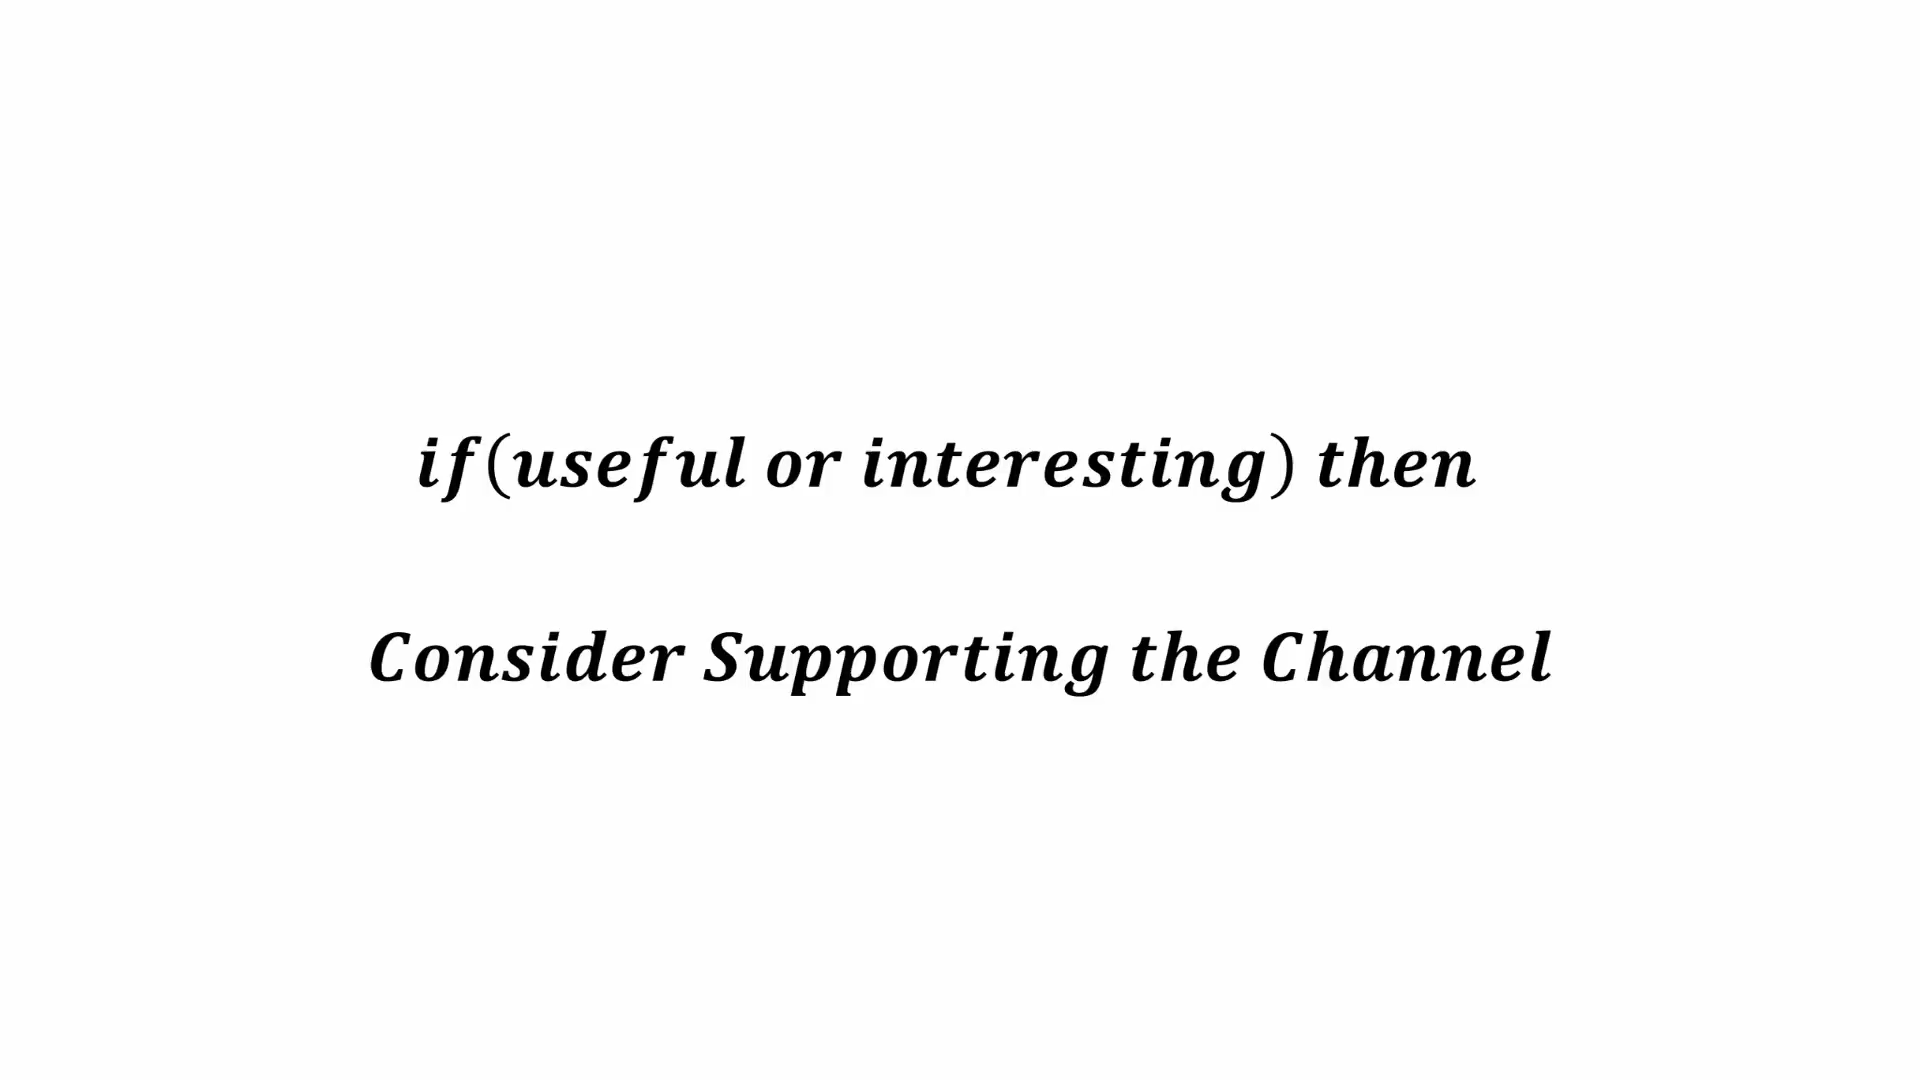 if(useful or interesting) then
Consider Supporting the Channel